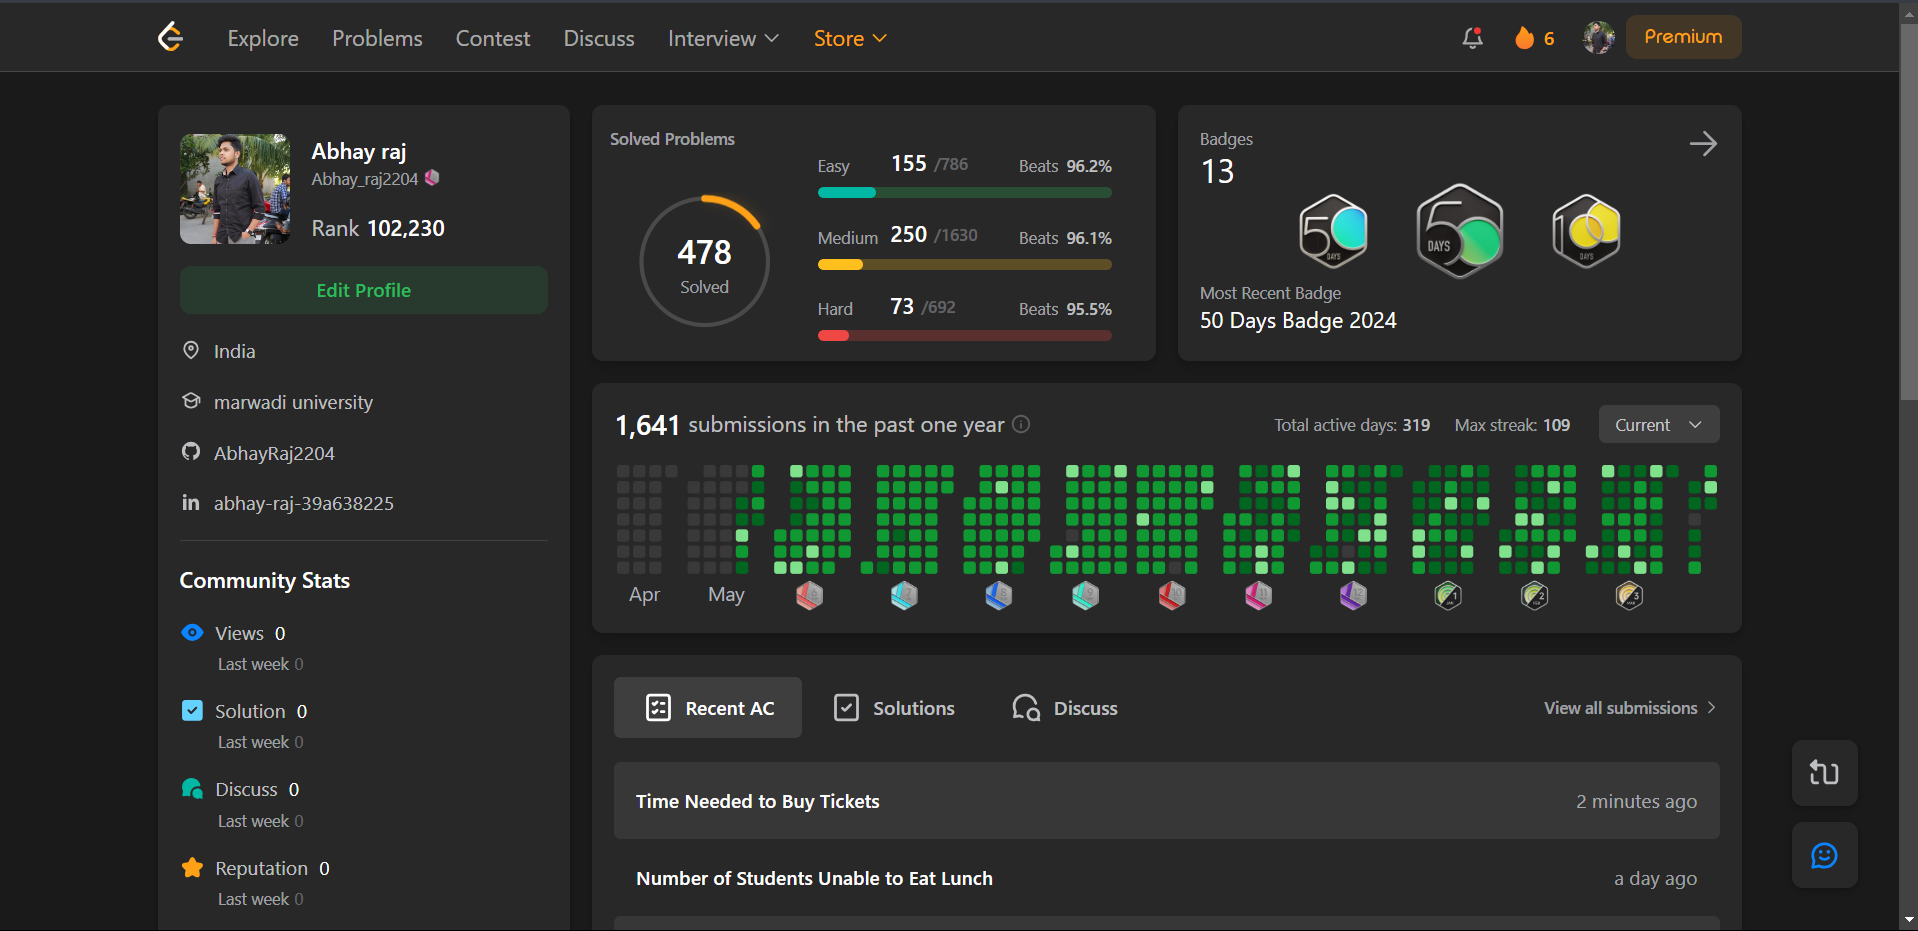 Explore Problems Contest Discuss Interview Store 6 Premium
Abhay raj
Abhay_raj2204
Rank 102,230
Edit Profile
India
marwadi university
AbhayRaj2204
abhay-raj-39a638225
Community Stats
Views 0
Last week 0
Solution 0
Last week 0
Discuss 0
Last week 0
Reputation 0
Last week 0
Solved Problems
478
Solved
Easy 155 /786 Beats 96.2%
Medium 250 /1630 Beats 96.1%
Hard 73 /692 Beats 95.5%
Badges
13
50 DAYS
50 DAYS
100 DAYS
Most Recent Badge
50 Days Badge 2024
1,641 submissions in the past one year
Total active days: 319 Max streak: 109 Current
Apr May
Recent AC Solutions Discuss View all submissions
Time Needed to Buy Tickets 2 minutes ago
Number of Students Unable to Eat Lunch a day ago